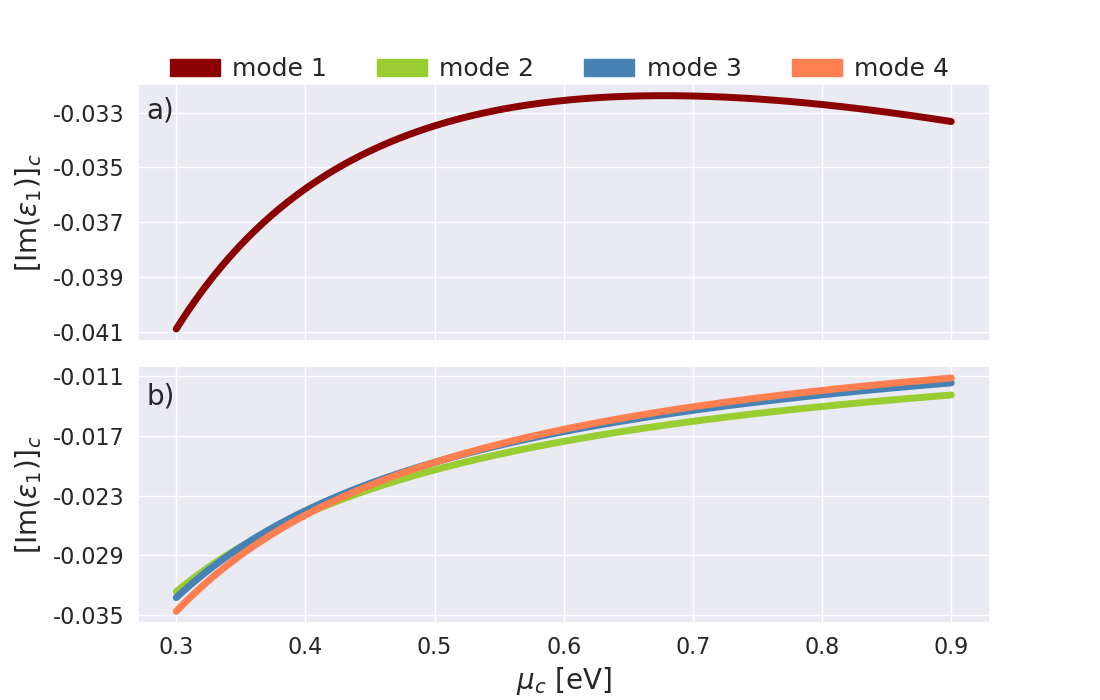 mode 1 mode 2 mode 3 mode 4
a)
[Im(ε₁)]c
-0.033
-0.035
-0.037
-0.039
-0.041
b)
[Im(ε₁)]c
-0.011
-0.017
-0.023
-0.029
-0.035
0.3 0.4 0.5 0.6 0.7 0.8 0.9
μc [eV]